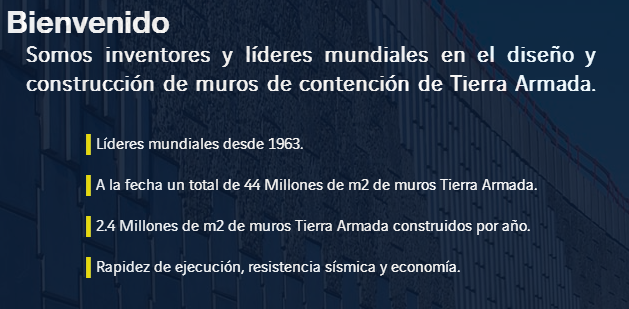 Bienvenido
Somos inventores y líderes mundiales en el diseño y
construcción de muros de contención de Tierra Armada.
Líderes mundiales desde 1963.
A la fecha un total de 44 Millones de m2 de muros Tierra Armada.
2.4 Millones de m2 de muros Tierra Armada construidos por año.
Rapidez de ejecución, resistencia sísmica y economía.